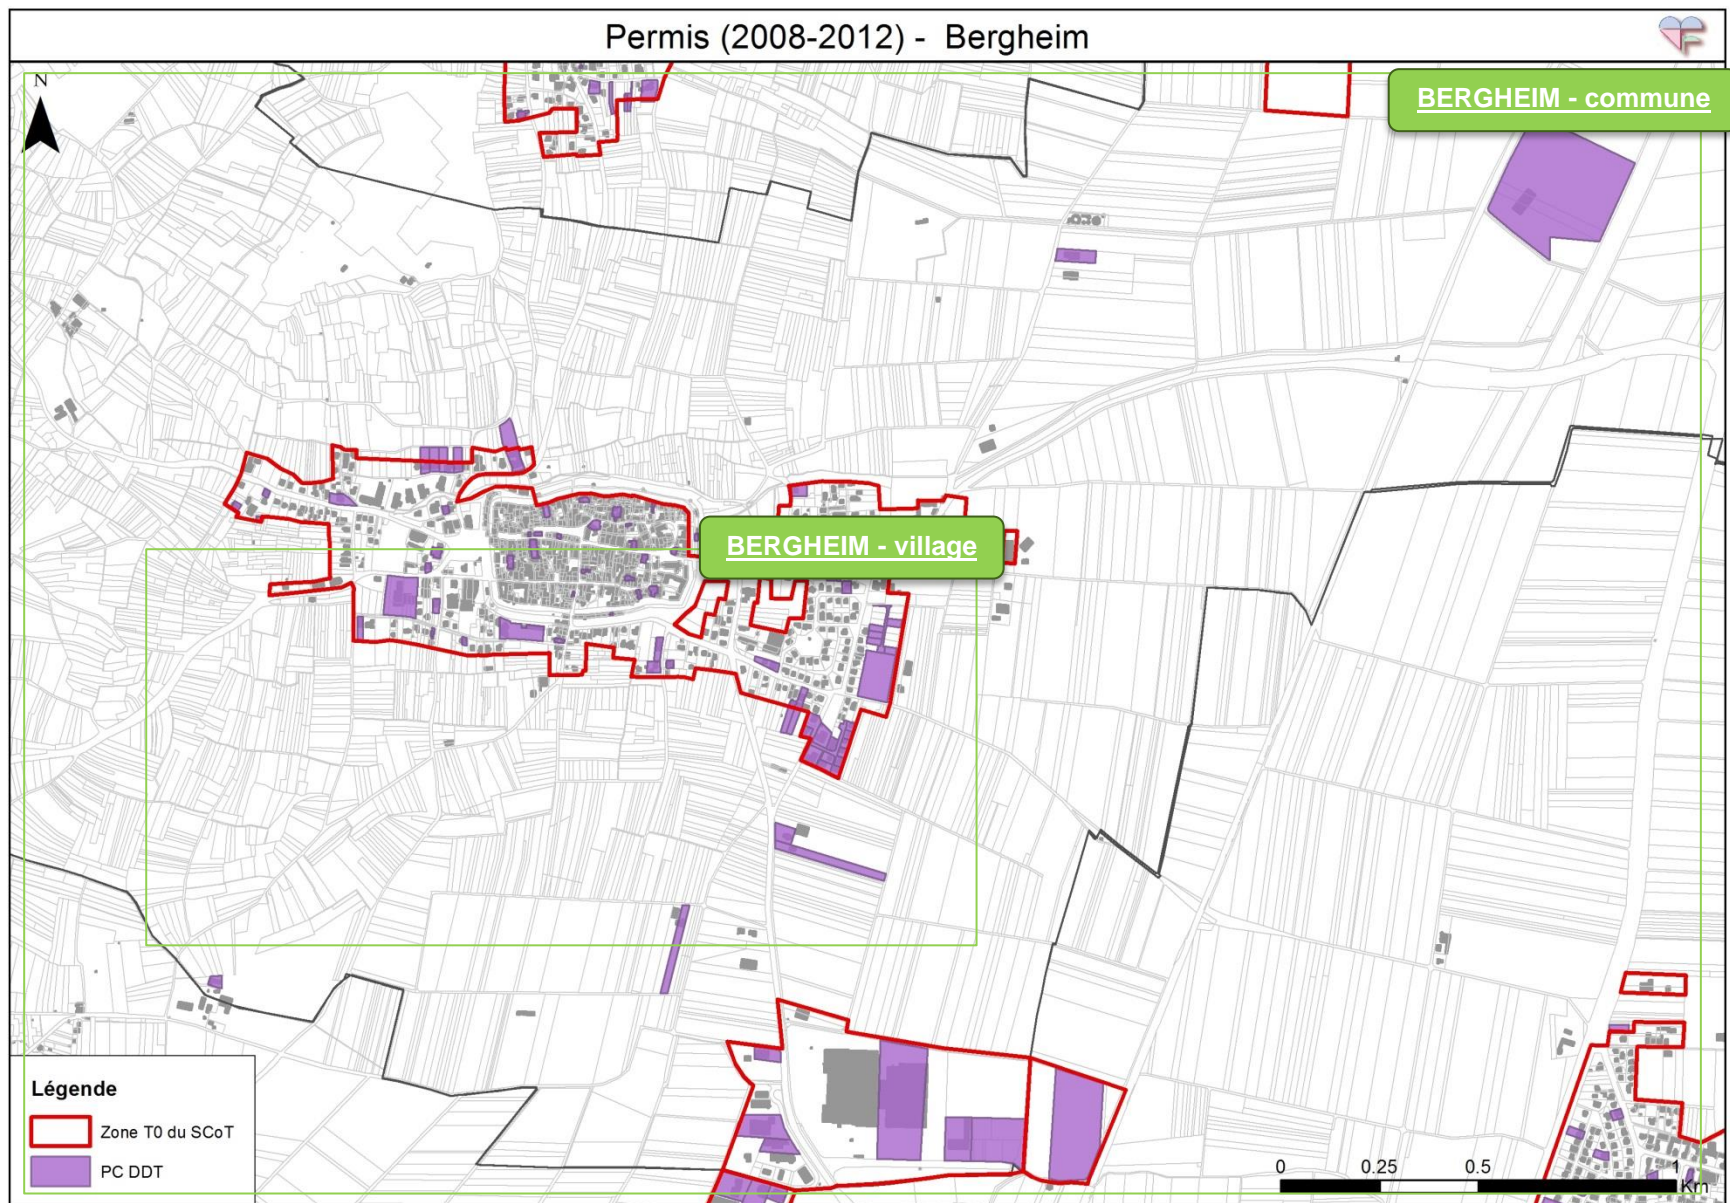 Permis (2008-2012) - Bergheim
N
BERGHEIM - commune
BERGHEIM - village
Légende
Zone T0 du SCoT
PC DDT
0 0.25 0.5 1
Km